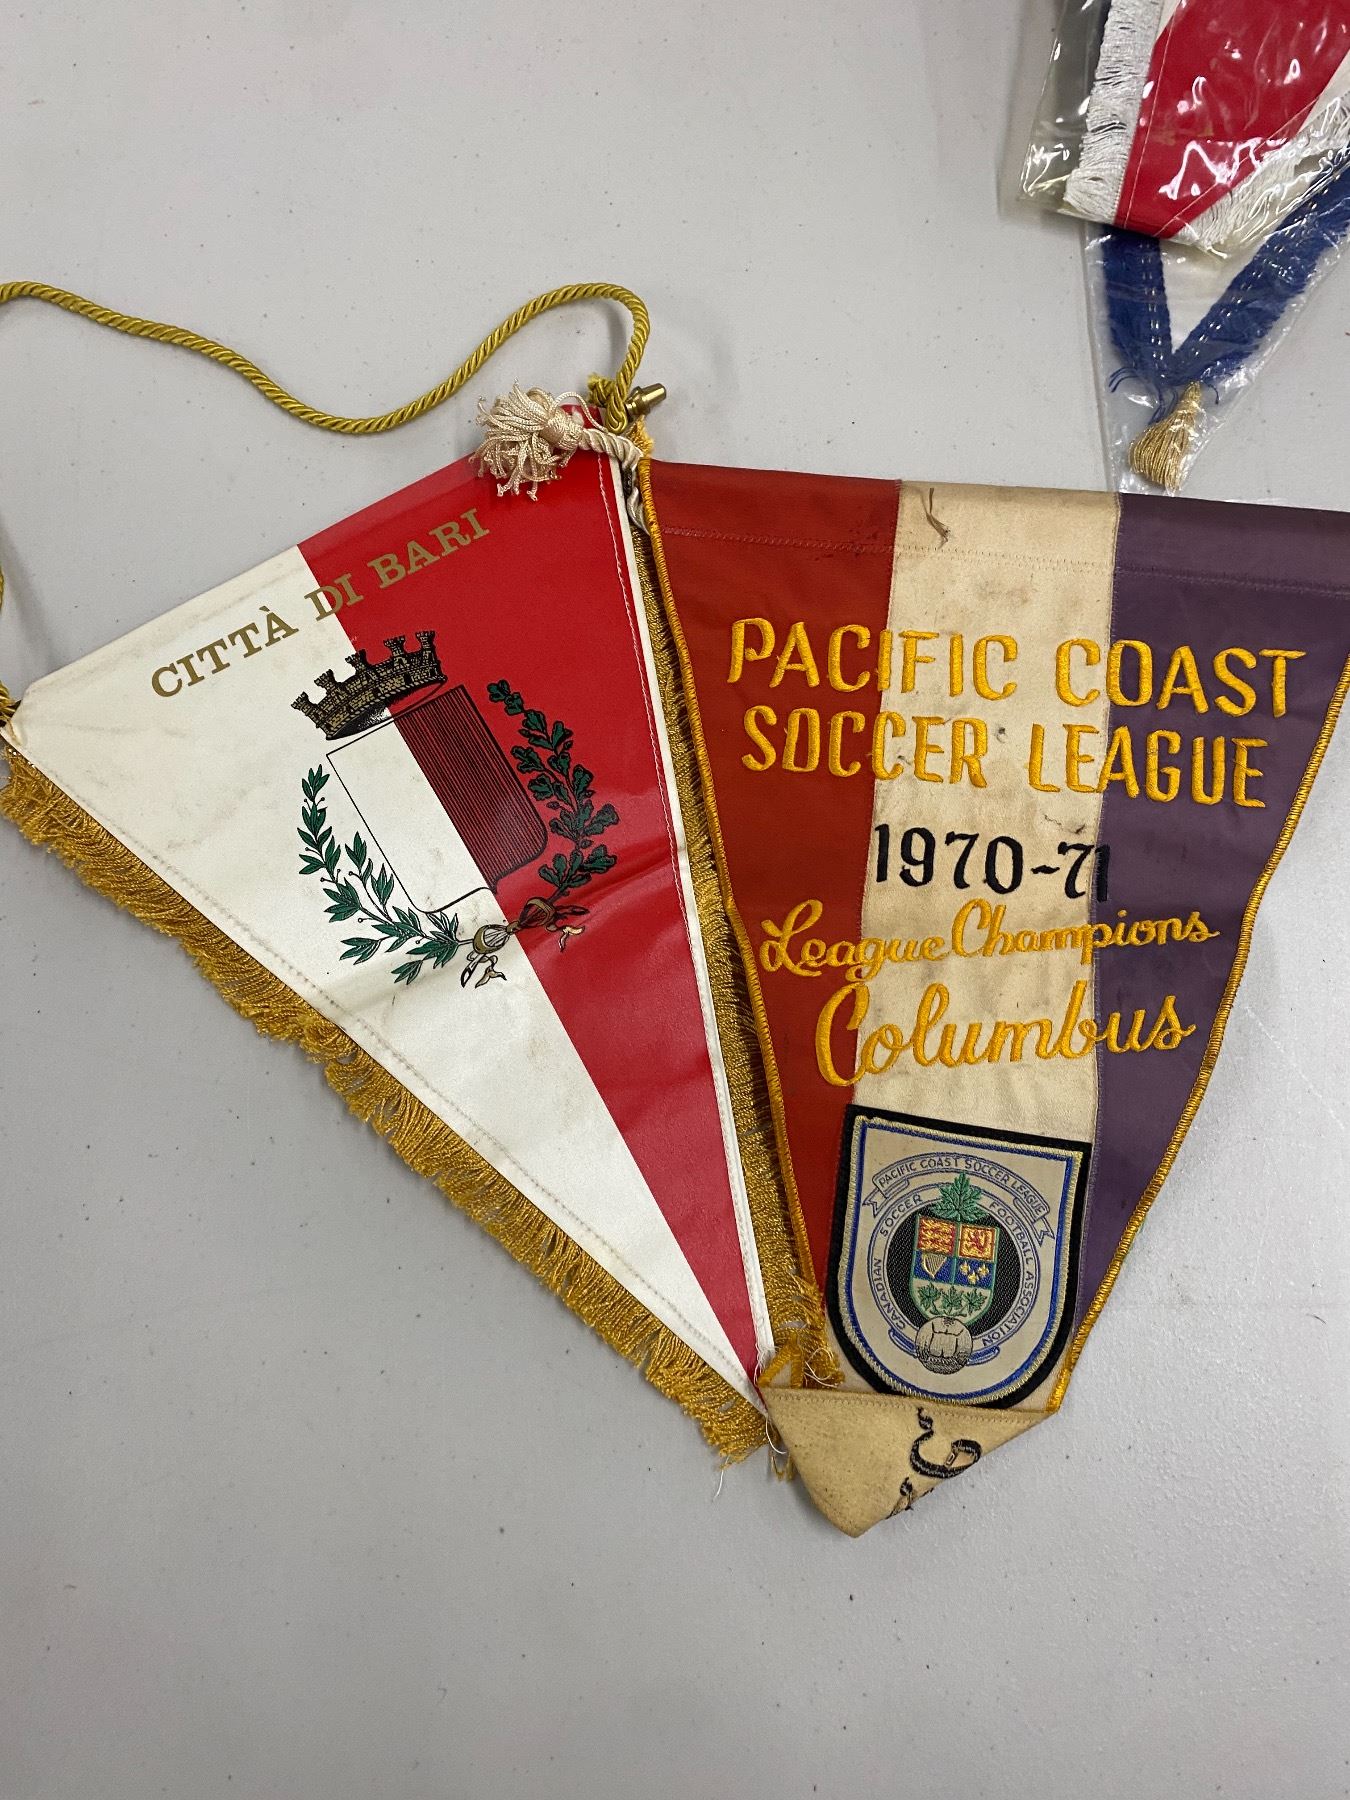 CITTÀ DI BARI
PACIFIC COAST
SOCCER LEAGUE
1970-71
League Champions
Columbus
PACIFIC COAST SOCCER LEAGUE
CANADIAN SOCCER FOOTBALL ASSOCIATION